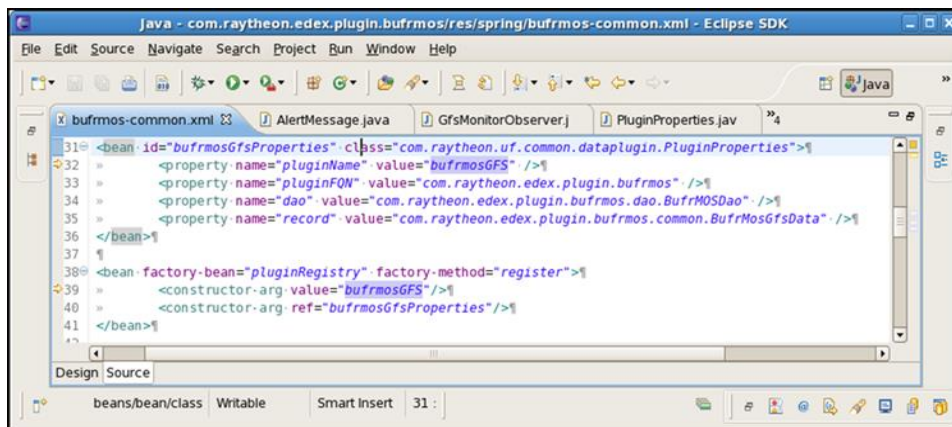 Java - com.raytheon.edex.plugin.bufrmos/res/spring/bufrmos-common.xml - Eclipse SDK
File Edit Source Navigate Search Project Run Window Help
Java
bufrmos-common.xml AlertMessage.java GfsMonitorObserver.j PluginProperties.jav »4
31 <bean id="bufrmosGfsProperties" class="com.raytheon.uf.common.dataplugin.PluginProperties">¶
32 » <property name="pluginName" value="bufrmosGFS" />¶
33 » <property name="pluginFQN" value="com.raytheon.edex.plugin.bufrmos" />¶
34 » <property name="dao" value="com.raytheon.edex.plugin.bufrmos.dao.BufrMOSDao" />¶
35 » <property name="record" value="com.raytheon.edex.plugin.bufrmos.common.BufrMosGfsData" />¶
36 </bean>¶
37 ¶
38 <bean factory-bean="pluginRegistry" factory-method="register">¶
39 » <constructor-arg value="bufrmosGFS"/>¶
40 » <constructor-arg ref="bufrmosGfsProperties"/>¶
41 </bean>¶
Design Source
beans/bean/class Writable Smart Insert 31 :